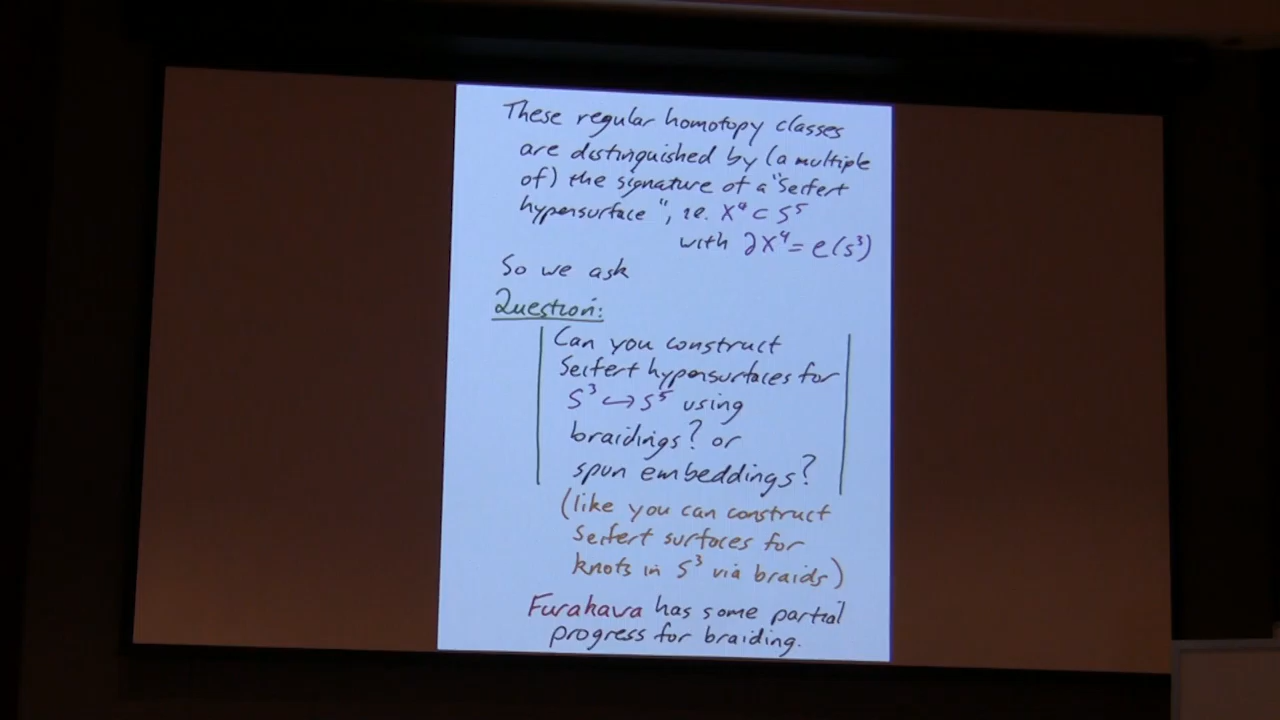 These regular homotopy classes
are distinguished by (a multiple
of) the signature of a "Seifert
hypersurface", i.e. X⁴ ⊂ S⁵
with ∂X⁴ = e(S³)
So we ask
Question:
Can you construct
Seifert hypersurfaces for
S³ ↪ S⁵ using
braidings? or
spun embeddings?
(like you can construct
Seifert surfaces for
knots in S³ via braids)
Furakawa has some partial
progress for braiding.